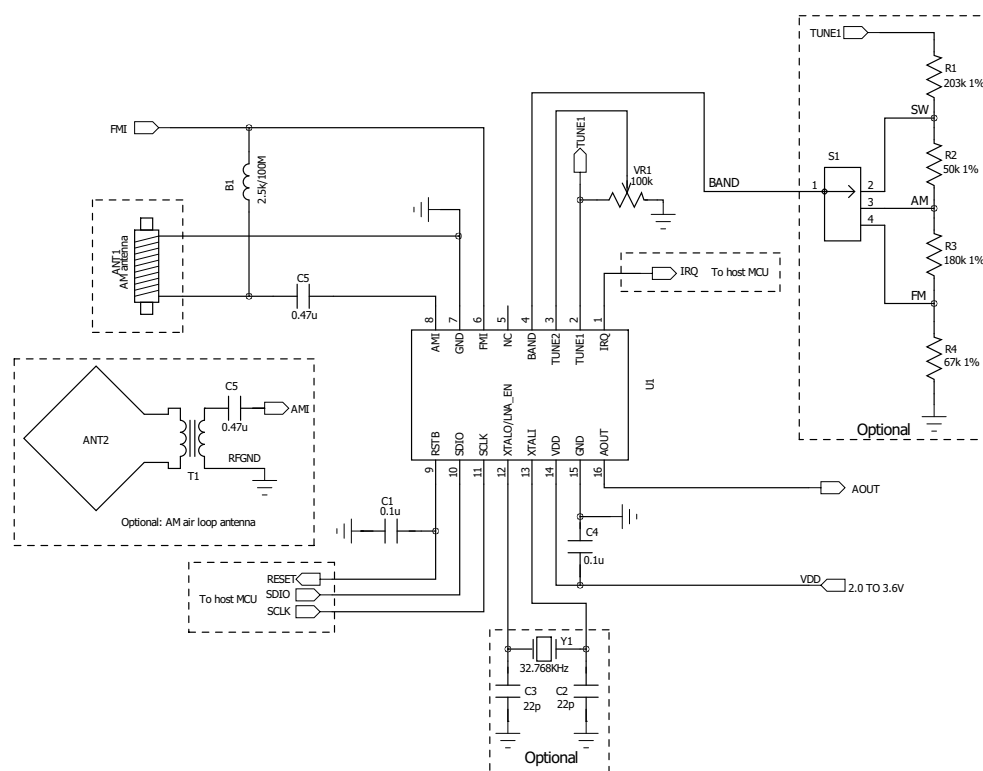 TUNE1
R1
203k 1%
SW
R2
50k 1%
S1
1
2
3
4
AM
R3
180k 1%
FM
R4
67k 1%
Optional
BAND
FMI
B1
2.5k/100M
TUNE1
VR1
100k
ANT1
AM antenna
C5
0.47u
IRQ
To host MCU
8
7
6
5
4
3
2
1
AMI
GND
FMI
NC
BAND
TUNE2
TUNE1
IRQ
U1
RSTB
SDIO
SCLK
XTALO/LNA_EN
XTALI
VDD
GND
AOUT
9
10
11
12
13
14
15
16
ANT2
C5
0.47u
AMI
RFGND
T1
Optional: AM air loop antenna
AOUT
C1
0.1u
C4
0.1u
To host MCU
RESET
SDIO
SCLK
VDD
2.0 TO 3.6V
Y1
32.768KHz
C3
22p
C2
22p
Optional